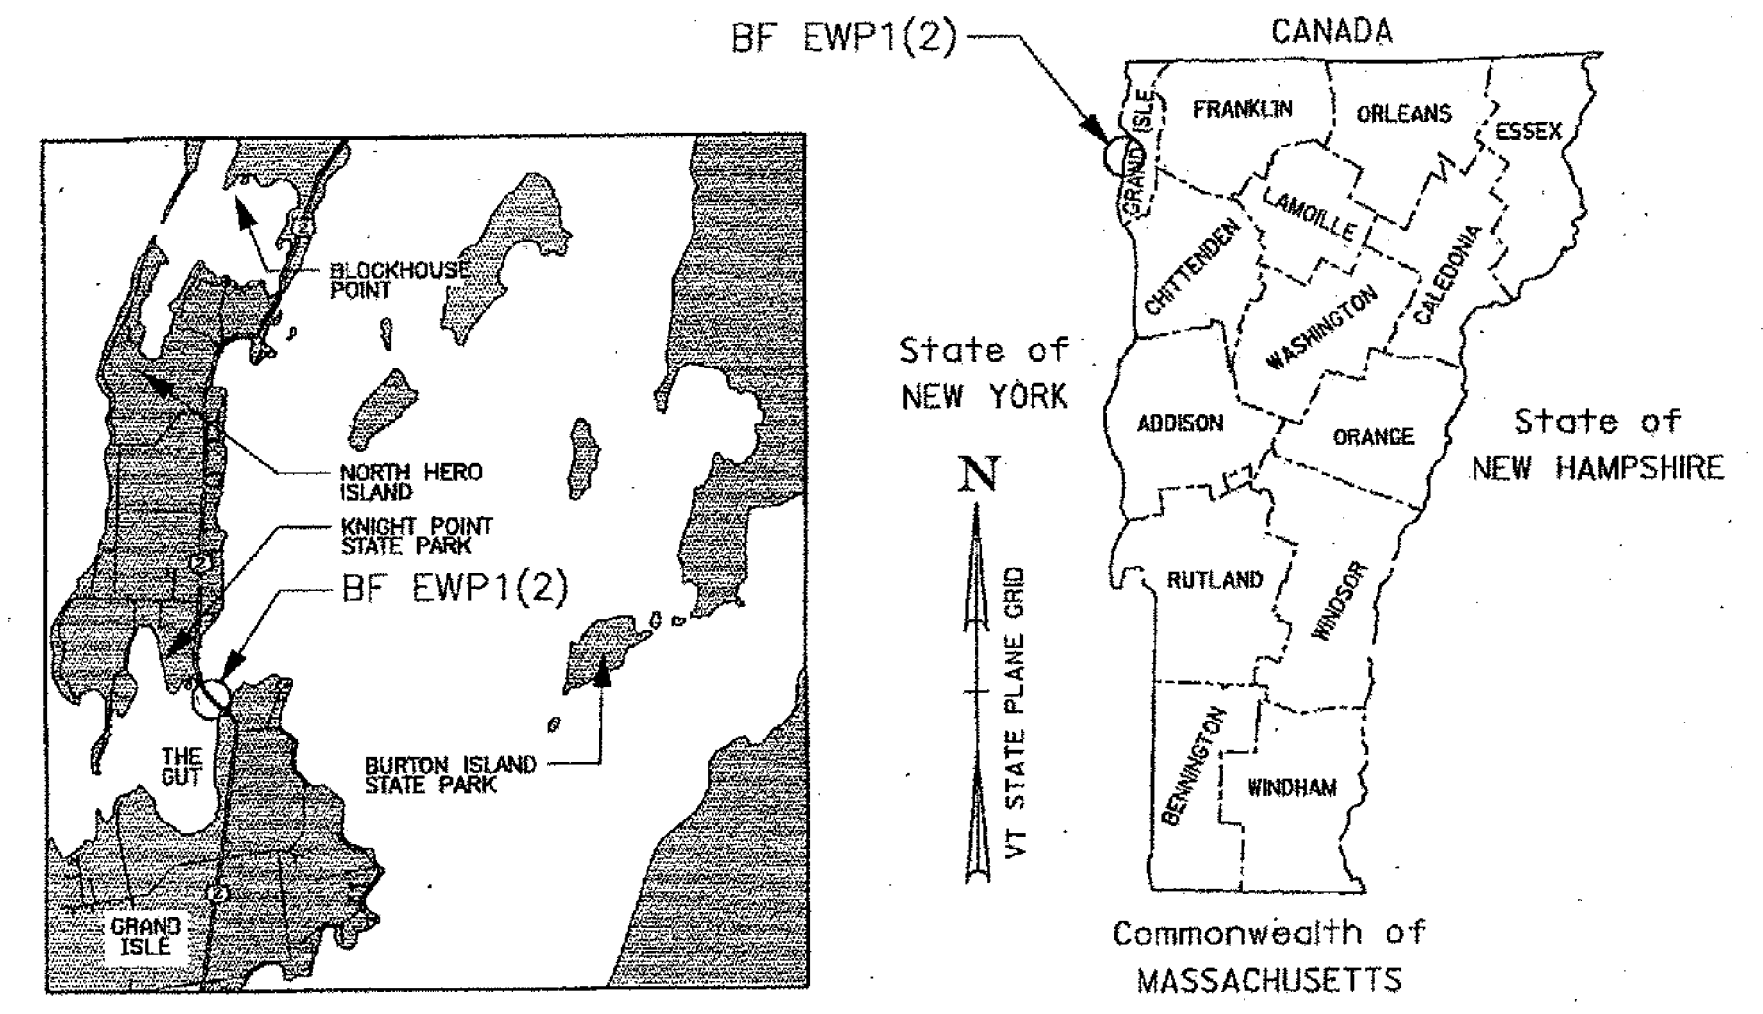 BF EWP1(2)
2
BLOCKHOUSE
POINT
NORTH HERO
ISLAND
KNIGHT POINT
STATE PARK
2
BF EWP1(2)
THE
GUT
BURTON ISLAND
STATE PARK
2
GRAND
ISLE
CANADA
GRAND ISLE
FRANKLIN
ORLEANS
ESSEX
LAMOILLE
CHITTENDEN
CALEDONIA
WASHINGTON
State of
NEW YORK
ADDISON
ORANGE
State of
NEW HAMPSHIRE
N
VT STATE PLANE GRID
RUTLAND
WINDSOR
BENNINGTON
WINDHAM
Commonwealth of
MASSACHUSETTS